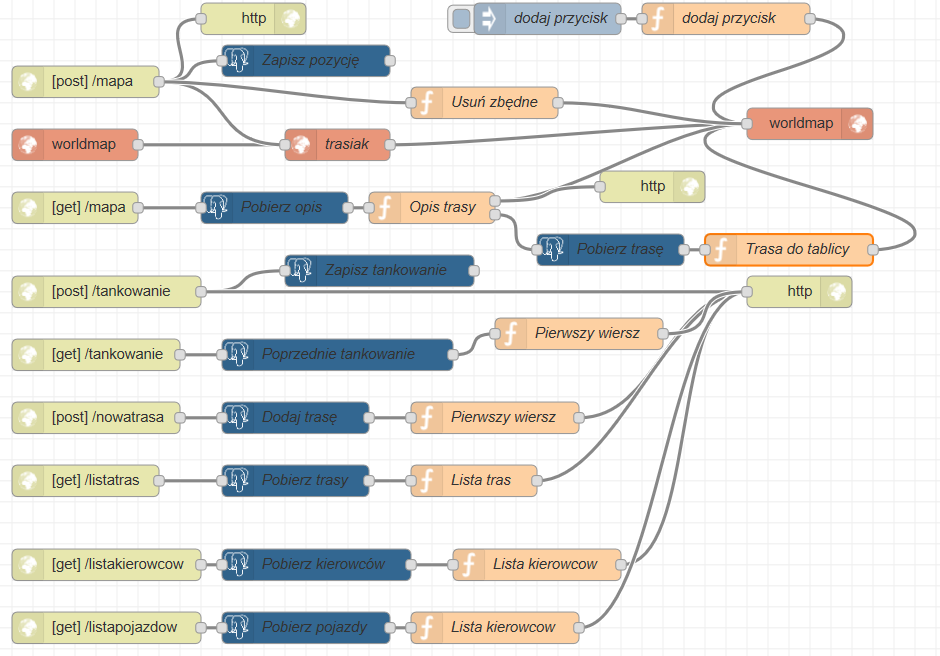 http
dodaj przycisk
dodaj przycisk
Zapisz pozycję
[post] /mapa
Usuń zbędne
worldmap
worldmap
trasiak
http
[get] /mapa
Pobierz opis
Opis trasy
Pobierz trasę
Trasa do tablicy
Zapisz tankowanie
[post] /tankowanie
http
Pierwszy wiersz
[get] /tankowanie
Poprzednie tankowanie
[post] /nowatrasa
Dodaj trasę
Pierwszy wiersz
[get] /listatras
Pobierz trasy
Lista tras
[get] /listakierowcow
Pobierz kierowców
Lista kierowcow
[get] /listapojazdow
Pobierz pojazdy
Lista kierowcow